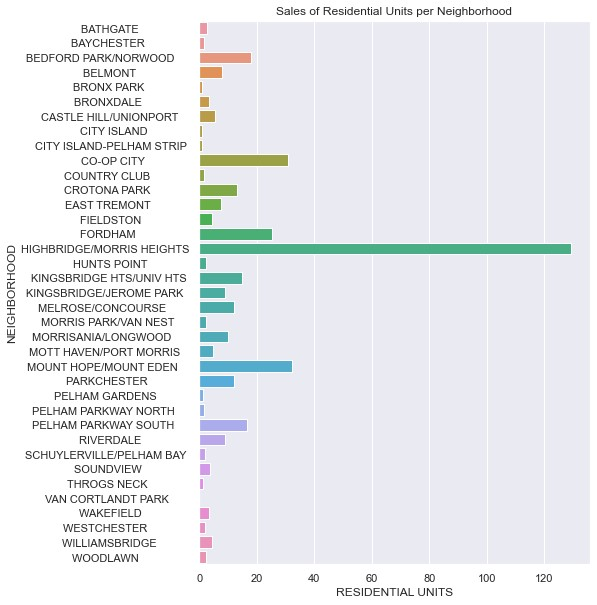 Sales of Residential Units per Neighborhood
NEIGHBORHOOD
BATHGATE
BAYCHESTER
BEDFORD PARK/NORWOOD
BELMONT
BRONX PARK
BRONXDALE
CASTLE HILL/UNIONPORT
CITY ISLAND
CITY ISLAND-PELHAM STRIP
CO-OP CITY
COUNTRY CLUB
CROTONA PARK
EAST TREMONT
FIELDSTON
FORDHAM
HIGHBRIDGE/MORRIS HEIGHTS
HUNTS POINT
KINGSBRIDGE HTS/UNIV HTS
KINGSBRIDGE/JEROME PARK
MELROSE/CONCOURSE
MORRIS PARK/VAN NEST
MORRISANIA/LONGWOOD
MOTT HAVEN/PORT MORRIS
MOUNT HOPE/MOUNT EDEN
PARKCHESTER
PELHAM GARDENS
PELHAM PARKWAY NORTH
PELHAM PARKWAY SOUTH
RIVERDALE
SCHUYLERVILLE/PELHAM BAY
SOUNDVIEW
THROGS NECK
VAN CORTLANDT PARK
WAKEFIELD
WESTCHESTER
WILLIAMSBRIDGE
WOODLAWN
0 20 40 60 80 100 120
RESIDENTIAL UNITS